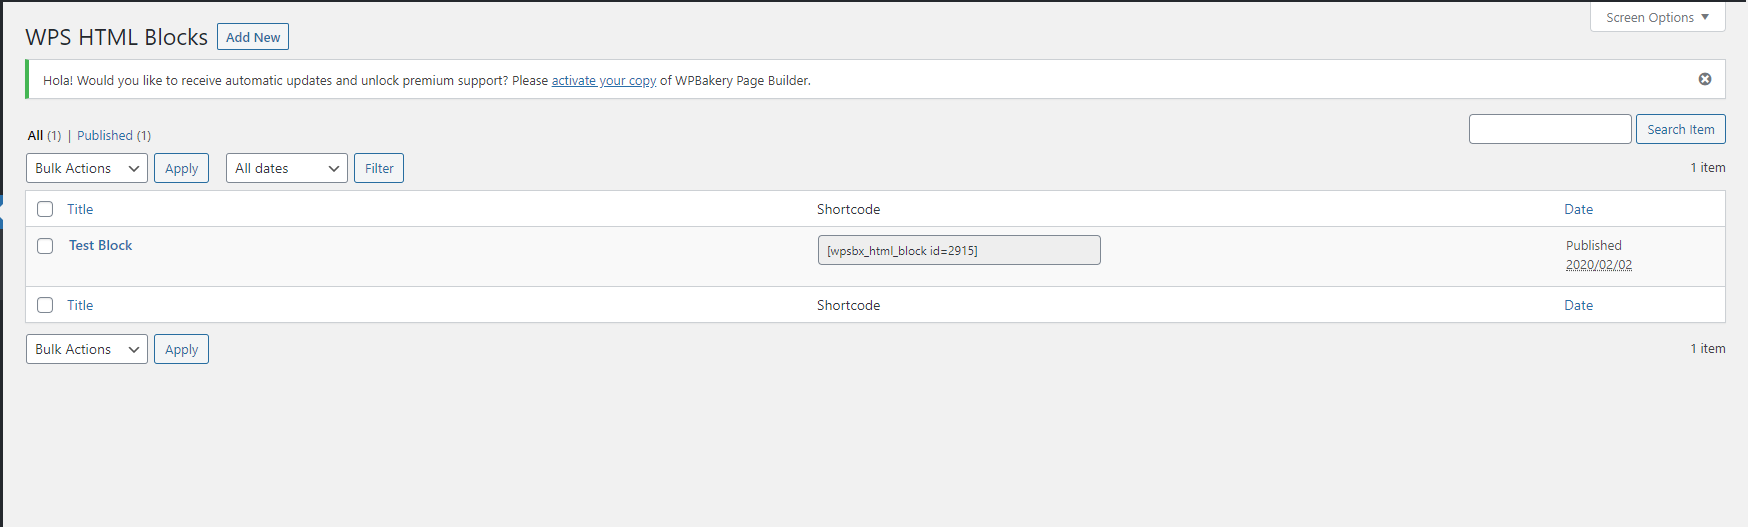 Screen Options
WPS HTML Blocks Add New
Hola! Would you like to receive automatic updates and unlock premium support? Please activate your copy of WPBakery Page Builder.
All (1) | Published (1)
Search Item
Bulk Actions Apply All dates Filter 1 item
Title Shortcode Date
Test Block [wpsbx_html_block id=2915] Published
2020/02/02
Title Shortcode Date
Bulk Actions Apply 1 item